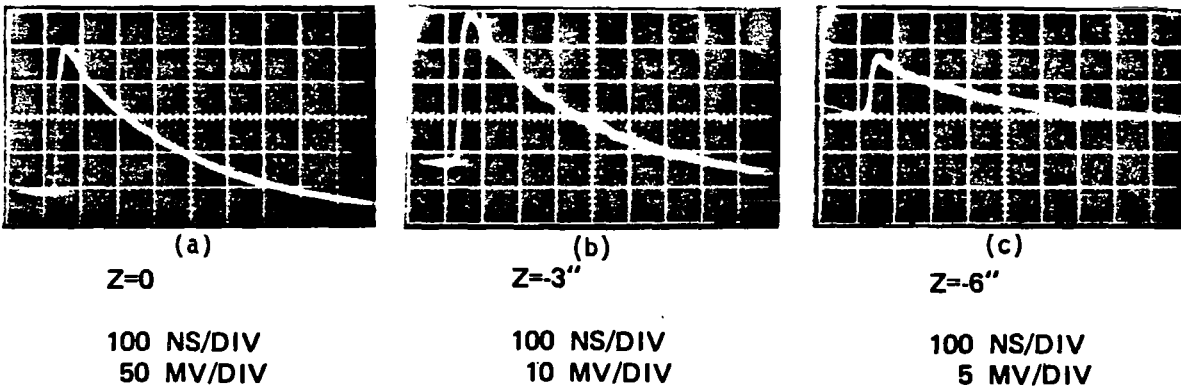 (a) (b) (c)
Z=0 Z=-3" Z=-6"
100 NS/DIV 100 NS/DIV 100 NS/DIV
50 MV/DIV 10 MV/DIV 5 MV/DIV